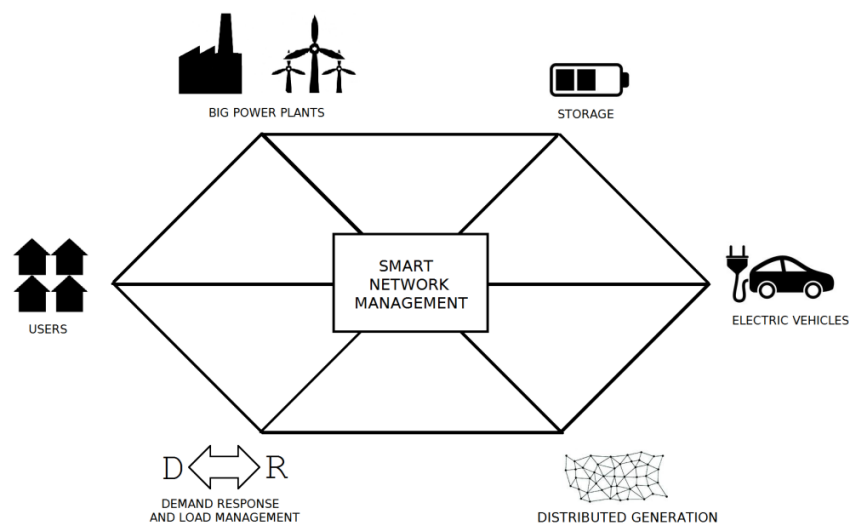 BIG POWER PLANTS
STORAGE
SMART
NETWORK
MANAGEMENT
USERS
ELECTRIC VEHICLES
D R
DEMAND RESPONSE
AND LOAD MANAGEMENT
DISTRIBUTED GENERATION